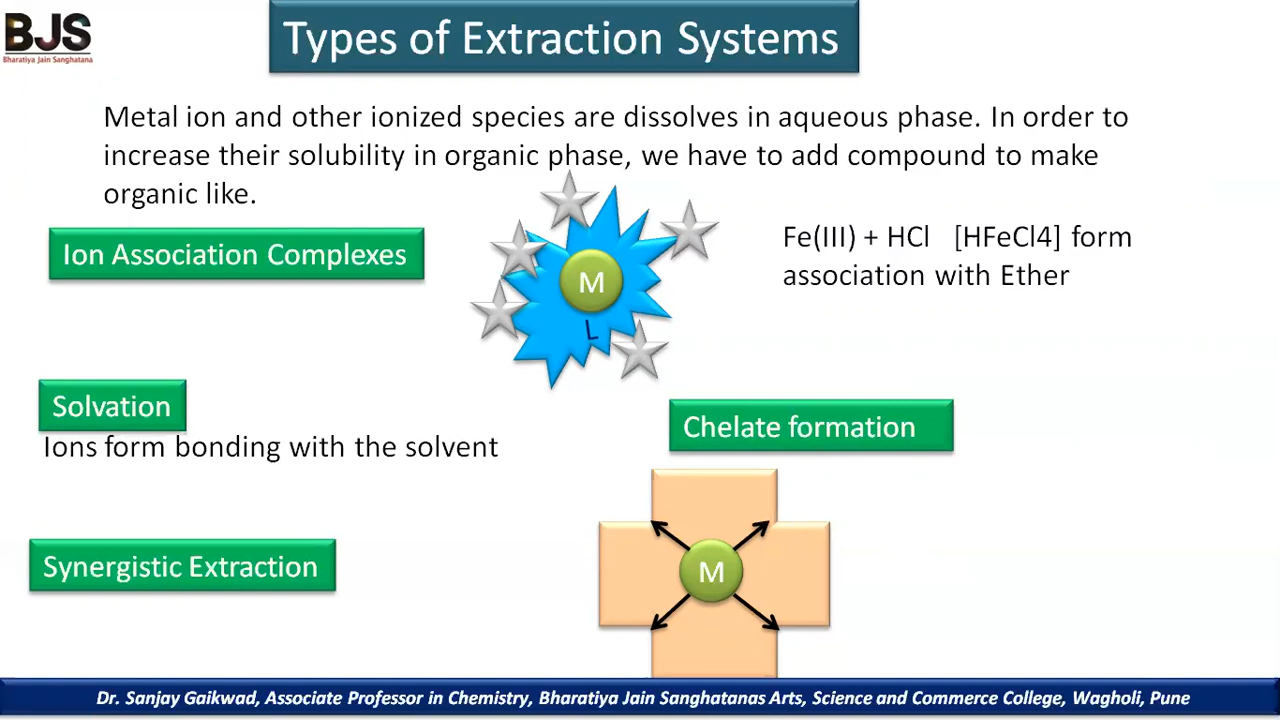 BJS
Bharatiya Jain Sanghatana
Types of Extraction Systems
Metal ion and other ionized species are dissolves in aqueous phase. In order to
increase their solubility in organic phase, we have to add compound to make
organic like.
Ion Association Complexes
M
L
Fe(III) + HCl [HFeCl4] form
association with Ether
Solvation
Ions form bonding with the solvent
Chelate formation
M
Synergistic Extraction
Dr. Sanjay Gaikwad, Associate Professor in Chemistry, Bharatiya Jain Sanghatanas Arts, Science and Commerce College, Wagholi, Pune